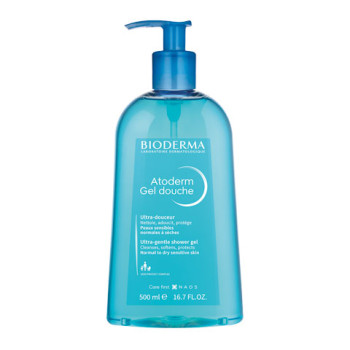 BIODERMA
LABORATOIRE DERMATOLOGIQUE
Atoderm
Gel douche
Ultra-douceur
Nettoie, adoucit, protège
Peaux sensibles
normales à sèches
Ultra-gentle shower gel
Cleanses, softens, protects
Normal to dry sensitive skin
Care first NAOS
500 ml 16.7 FL.OZ.